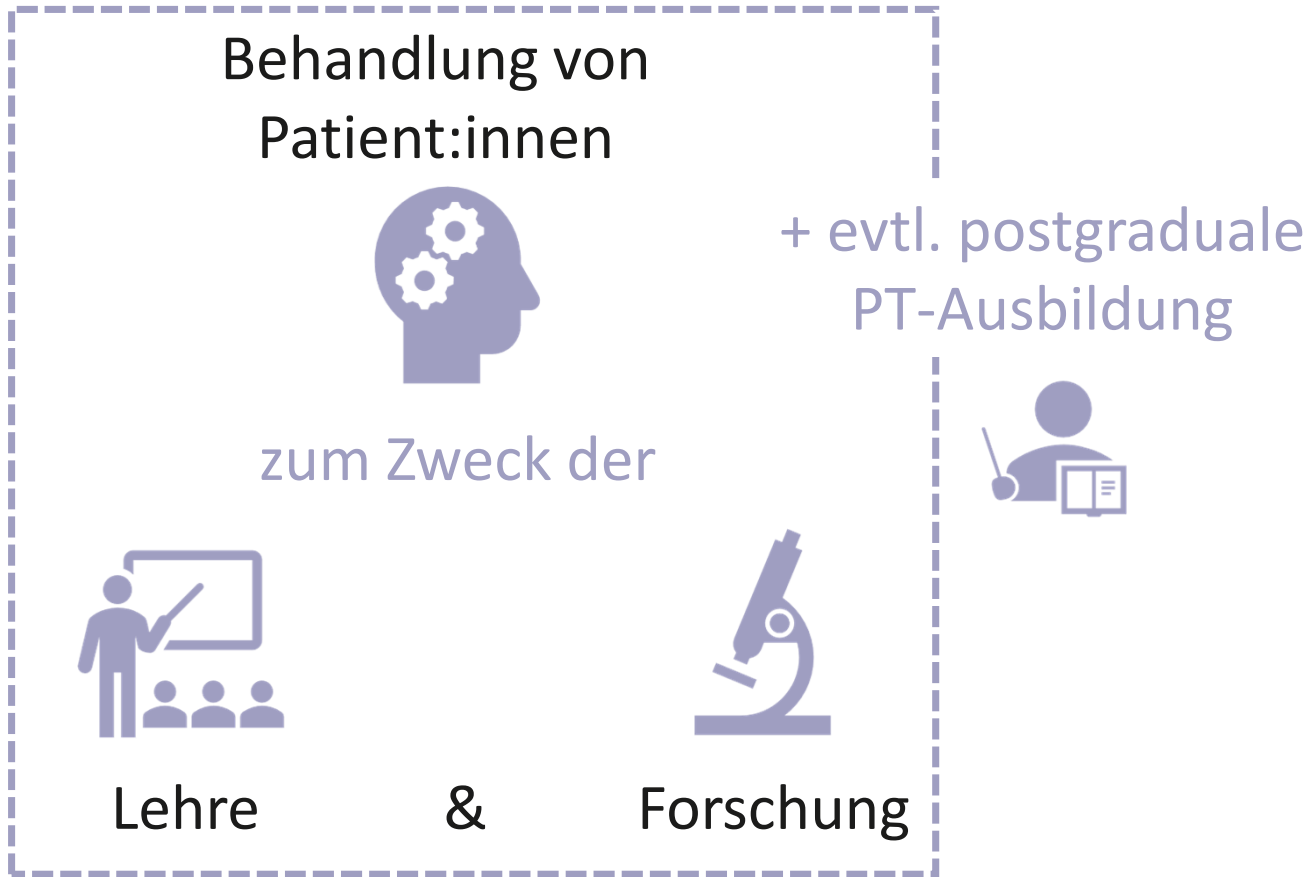 Behandlung von
Patient:innen
+ evtl. postgraduale
PT-Ausbildung
zum Zweck der
Lehre & Forschung